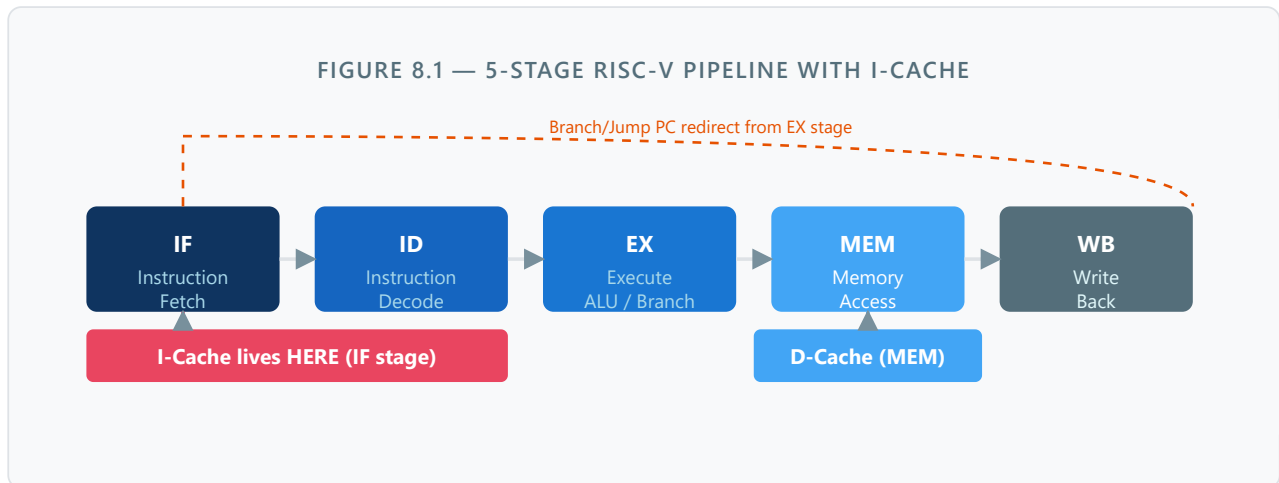 FIGURE 8.1 — 5-STAGE RISC-V PIPELINE WITH I-CACHE
Branch/Jump PC redirect from EX stage
IF
Instruction
Fetch
ID
Instruction
Decode
EX
Execute
ALU / Branch
MEM
Memory
Access
WB
Write
Back
I-Cache lives HERE (IF stage)
D-Cache (MEM)